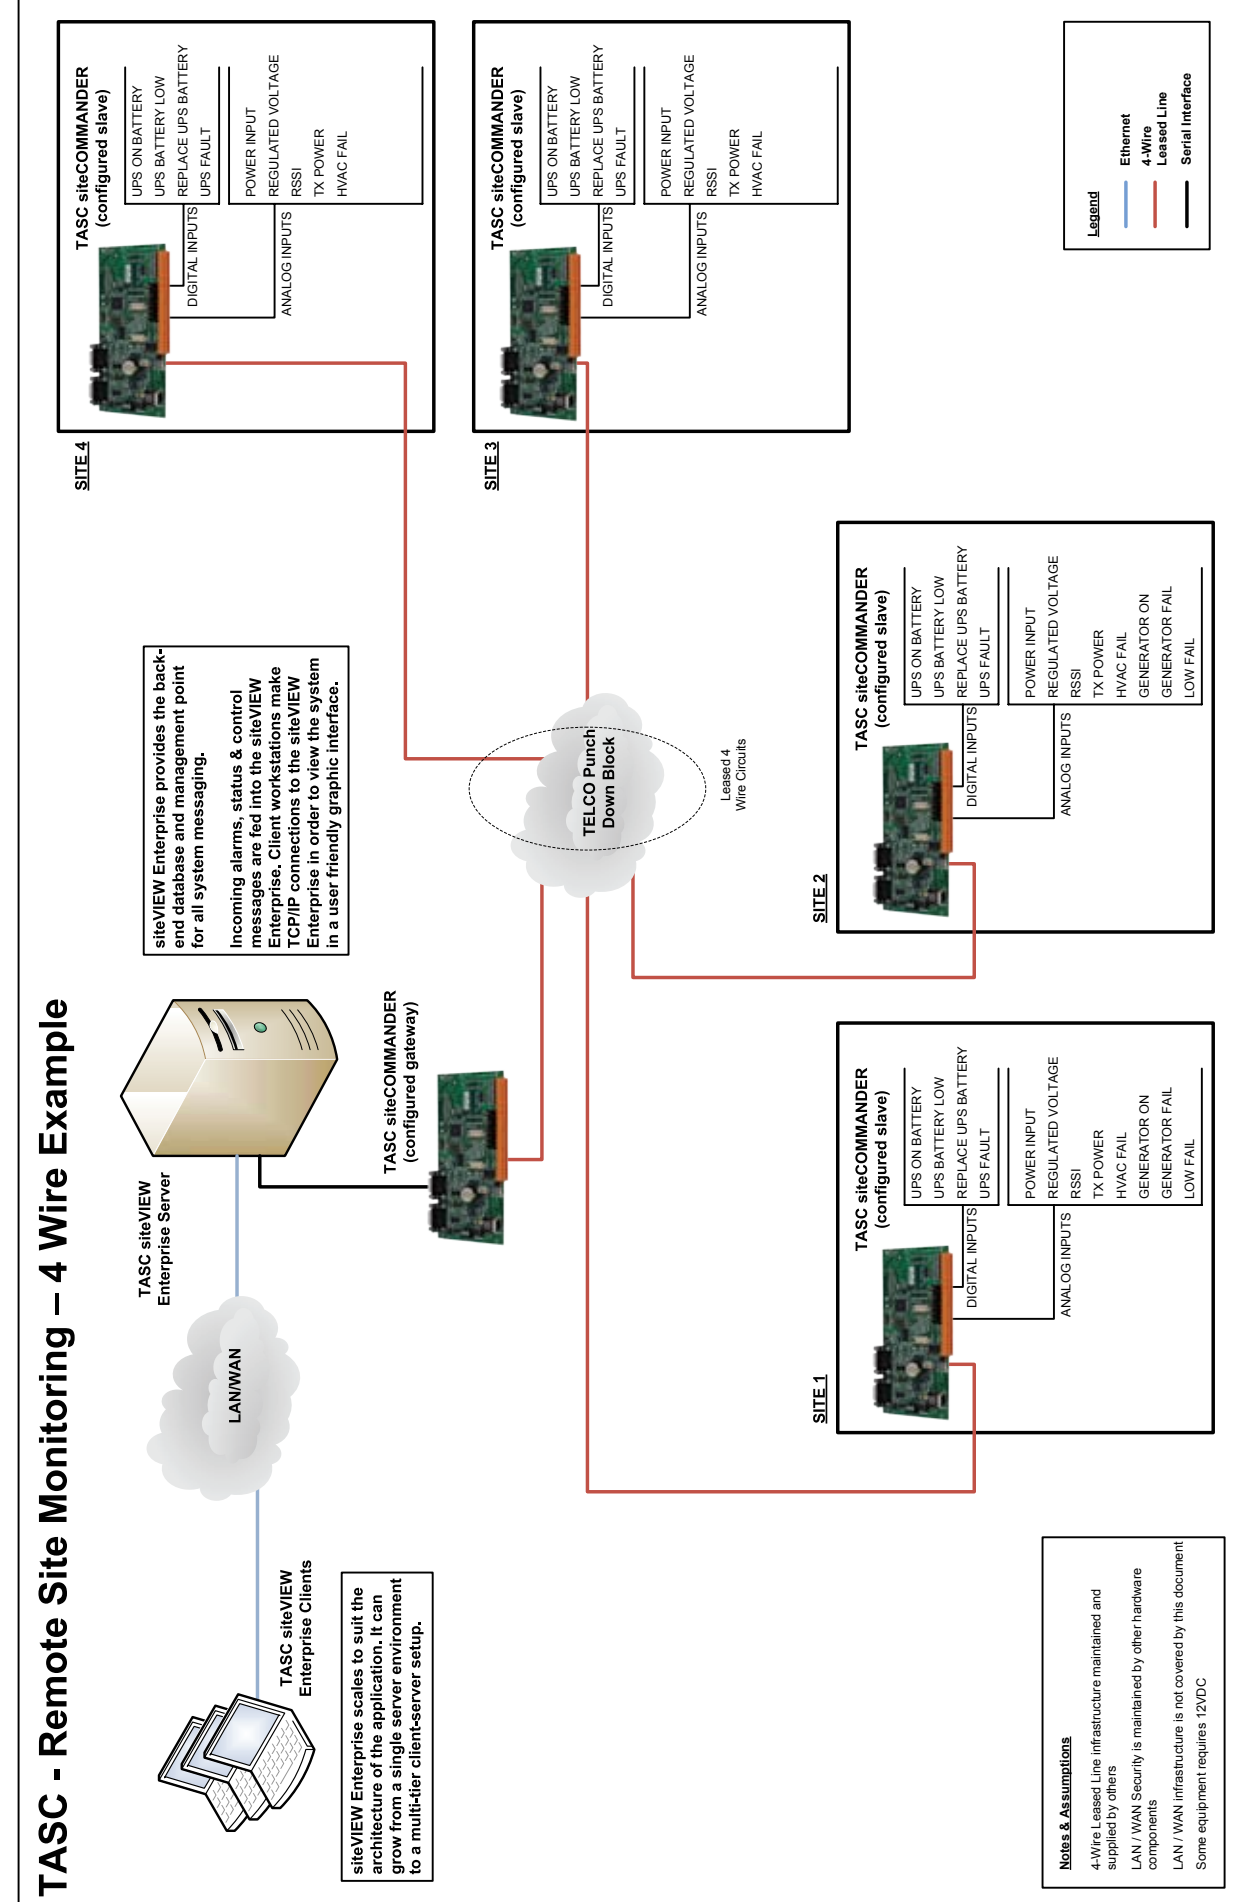 TASC - Remote Site Monitoring – 4 Wire Example
TASC siteVIEW
Enterprise Clients
siteVIEW Enterprise scales to suit the
architecture of the application. It can
grow from a single server environment
to a multi-tier client-server setup.
LAN/WAN
TASC siteVIEW
Enterprise Server
siteVIEW Enterprise provides the back-
end database and management point
for all system messaging.
Incoming alarms, status & control
messages are fed into the siteVIEW
Enterprise. Client workstations make
TCP/IP connections to the siteVIEW
Enterprise in order to view the system
in a user friendly graphic interface.
TASC siteCOMMANDER
(configured gateway)
TELCO Punch
Down Block
Leased 4
Wire Circuits
SITE 4
TASC siteCOMMANDER
(configured slave)
UPS ON BATTERY
UPS BATTERY LOW
REPLACE UPS BATTERY
UPS FAULT
DIGITAL INPUTS
POWER INPUT
REGULATED VOLTAGE
RSSI
TX POWER
HVAC FAIL
ANALOG INPUTS
SITE 3
TASC siteCOMMANDER
(configured slave)
UPS ON BATTERY
UPS BATTERY LOW
REPLACE UPS BATTERY
UPS FAULT
DIGITAL INPUTS
POWER INPUT
REGULATED VOLTAGE
RSSI
TX POWER
HVAC FAIL
ANALOG INPUTS
SITE 1
TASC siteCOMMANDER
(configured slave)
UPS ON BATTERY
UPS BATTERY LOW
REPLACE UPS BATTERY
UPS FAULT
DIGITAL INPUTS
POWER INPUT
REGULATED VOLTAGE
RSSI
TX POWER
HVAC FAIL
GENERATOR ON
GENERATOR FAIL
LOW FAIL
ANALOG INPUTS
SITE 2
TASC siteCOMMANDER
(configured slave)
UPS ON BATTERY
UPS BATTERY LOW
REPLACE UPS BATTERY
UPS FAULT
DIGITAL INPUTS
POWER INPUT
REGULATED VOLTAGE
RSSI
TX POWER
HVAC FAIL
GENERATOR ON
GENERATOR FAIL
LOW FAIL
ANALOG INPUTS
Notes & Assumptions
4-Wire Leased Line infrastructure maintained and
supplied by others
LAN / WAN Security is maintained by other hardware
components
LAN / WAN infrastructure is not covered by this document
Some equipment requires 12VDC
Legend
Ethernet
4-Wire
Leased Line
Serial Interface